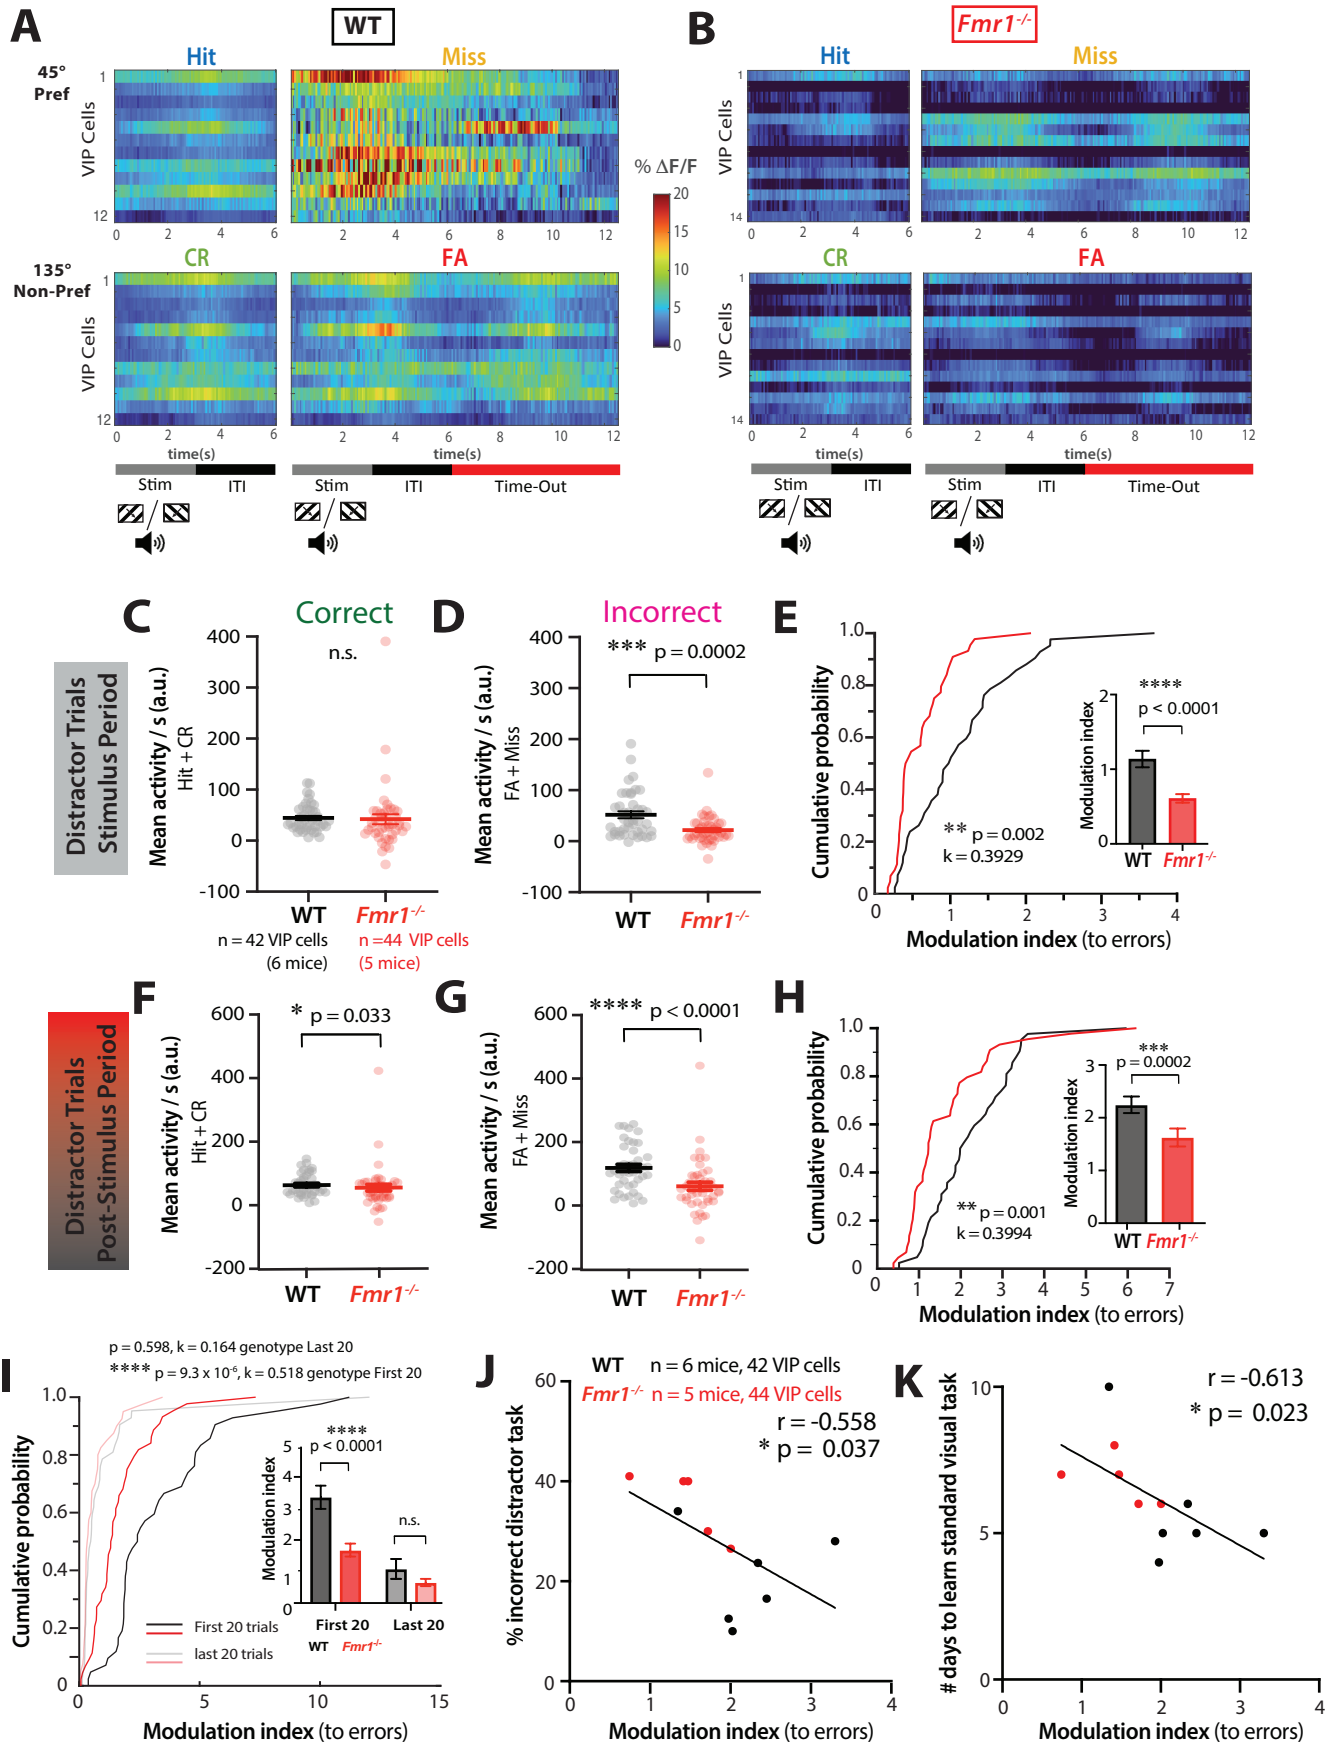 A
WT
Hit
Miss
45°
Pref
1
VIP Cells
12
0 2 4 6
2 4 6 8 10 12
% ΔF/F
20
15
10
5
0
CR
FA
135°
Non-Pref
1
VIP Cells
12
0 2 4 6
2 4 6 8 10 12
time(s)
Stim ITI
Stim ITI Time-Out
B
Fmr1-/-
Hit
Miss
1
VIP Cells
14
0 1 2 3 4 5 6
0 2 4 6 8 10 12
CR
FA
1
VIP Cells
14
0 1 2 3 4 5 6
0 2 4 6 8 10 12
time(s)
Stim ITI
Stim ITI Time-Out
Distractor Trials
Stimulus Period
C
Correct
Mean activity / s (a.u.)
Hit + CR
400
300
200
100
0
-100
n.s.
WT Fmr1-/-
n = 42 VIP cells
(6 mice)
n =44 VIP cells
(5 mice)
D
Incorrect
Mean activity / s (a.u.)
FA + Miss
400
300
200
100
0
-100
*** p = 0.0002
WT Fmr1-/-
E
Cumulative probability
1.0
0.8
0.6
0.4
0.2
0
0 1 2 3 4
Modulation index (to errors)
** p = 0.002
k = 0.3929
Modulation index
2
1
0
****
p < 0.0001
WT Fmr1-/-
Distractor Trials
Post-Stimulus Period
F
Mean activity / s (a.u.)
Hit + CR
600
400
200
0
-200
* p = 0.033
WT Fmr1-/-
G
Mean activity / s (a.u.)
FA + Miss
600
400
200
0
-200
**** p < 0.0001
WT Fmr1-/-
H
Cumulative probability
1.0
0.8
0.6
0.4
0.2
0
0 1 2 3 4 5 6 7
Modulation index (to errors)
** p = 0.001
k = 0.3994
Modulation index
3
2
1
0
***
p = 0.0002
WT Fmr1-/-
I
p = 0.598, k = 0.164 genotype Last 20
**** p = 9.3 x 10-6, k = 0.518 genotype First 20
Cumulative probability
1.0
0.8
0.6
0.4
0.2
0
0 5 10 15
Modulation index (to errors)
First 20 trials
last 20 trials
Modulation index
5
4
3
2
1
0
****
p < 0.0001
n.s.
First 20 Last 20
WT Fmr1-/-
J
WT n = 6 mice, 42 VIP cells
Fmr1-/- n = 5 mice, 44 VIP cells
r = -0.558
* p = 0.037
% incorrect distractor task
60
40
20
0
0 1 2 3 4
Modulation index (to errors)
K
r = -0.613
* p = 0.023
# days to learn standard visual task
10
5
0
0 1 2 3 4
Modulation index (to errors)